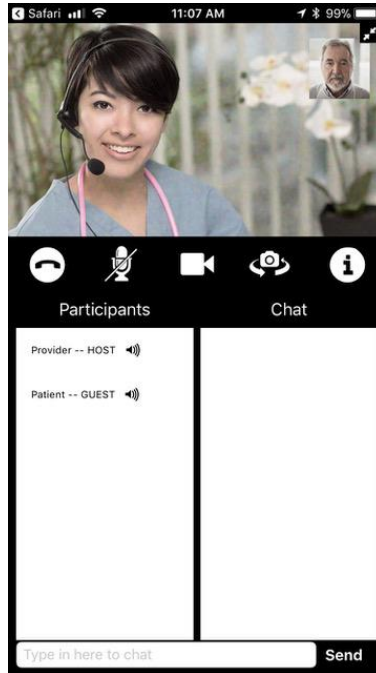 Safari 11:07 AM 99%
Participants Chat
Provider -- HOST
Patient -- GUEST
Type in here to chat Send